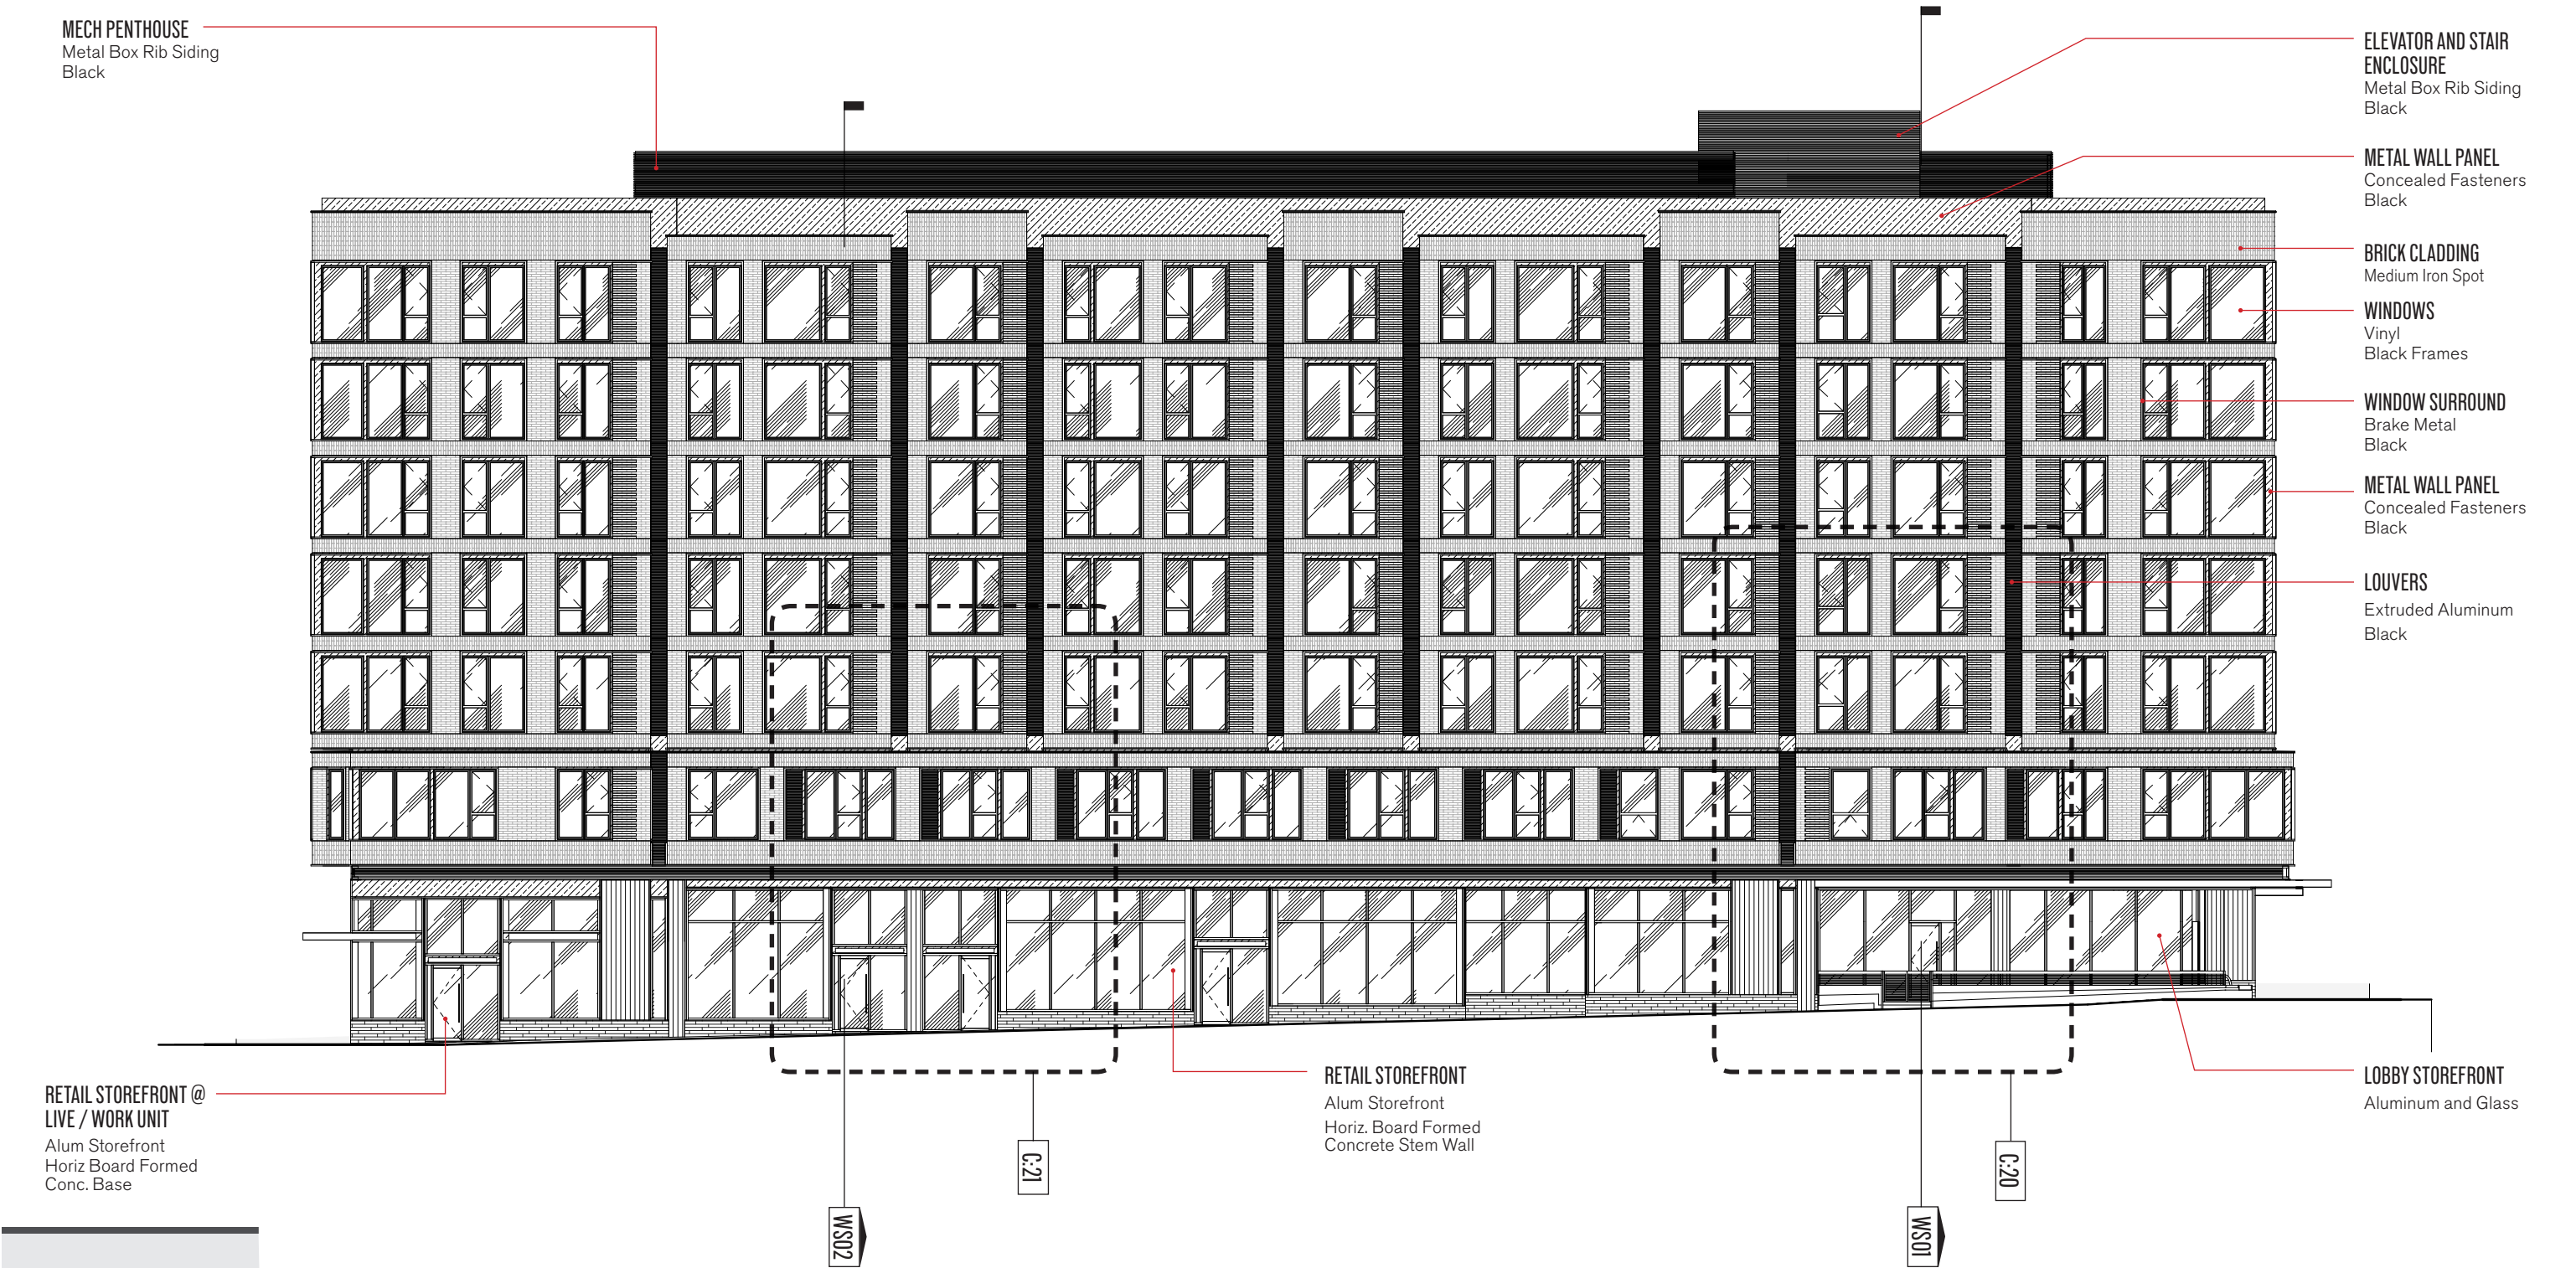 MECH PENTHOUSE
Metal Box Rib Siding
Black
ELEVATOR AND STAIR
ENCLOSURE
Metal Box Rib Siding
Black
METAL WALL PANEL
Concealed Fasteners
Black
BRICK CLADDING
Medium Iron Spot
WINDOWS
Vinyl
Black Frames
WINDOW SURROUND
Brake Metal
Black
METAL WALL PANEL
Concealed Fasteners
Black
LOUVERS
Extruded Aluminum
Black
RETAIL STOREFRONT @
LIVE / WORK UNIT
Alum Storefront
Horiz Board Formed
Conc. Base
RETAIL STOREFRONT
Alum Storefront
Horiz. Board Formed
Concrete Stem Wall
LOBBY STOREFRONT
Aluminum and Glass
C:21
C:20
WS02
WS01